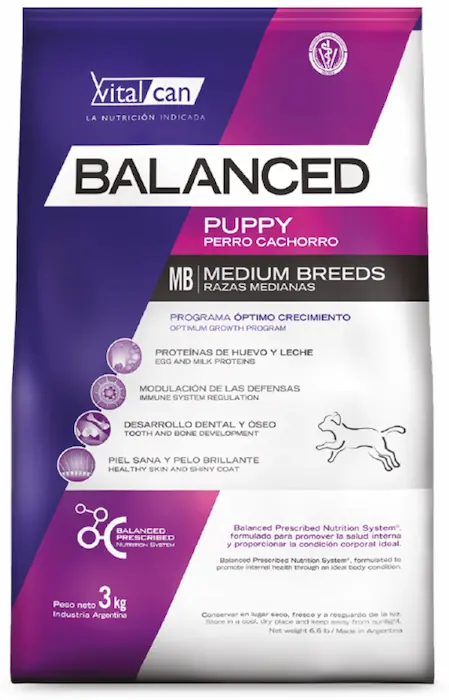 Vital can
LA NUTRICIÓN INDICADA
BALANCED
PUPPY
PERRO CACHORRO
MB MEDIUM BREEDS
RAZAS MEDIANAS
PROGRAMA ÓPTIMO CRECIMIENTO
OPTIMUM GROWTH PROGRAM
PROTEÍNAS DE HUEVO Y LECHE
EGG AND MILK PROTEINS
MODULACIÓN DE LAS DEFENSAS
IMMUNE SYSTEM REGULATION
DESARROLLO DENTAL Y ÓSEO
TOOTH AND BONE DEVELOPMENT
PIEL SANA Y PELO BRILLANTE
HEALTHY SKIN AND SHINY COAT
BALANCED
PRESCRIBED
NUTRITION SYSTEM
Balanced Prescribed Nutrition System®,
formulado para promover la salud interna
y proporcionar la condición corporal ideal.
Balanced Prescribed Nutrition System®, formulated to
promote internal health through an ideal body condition.
Peso neto 3 kg
Industria Argentina
Conservar en lugar seco, fresco y a resguardo de la luz.
Store in a cool, dry place and keep away from sunlight.
Net weight 6.6 lb / Made in Argentina